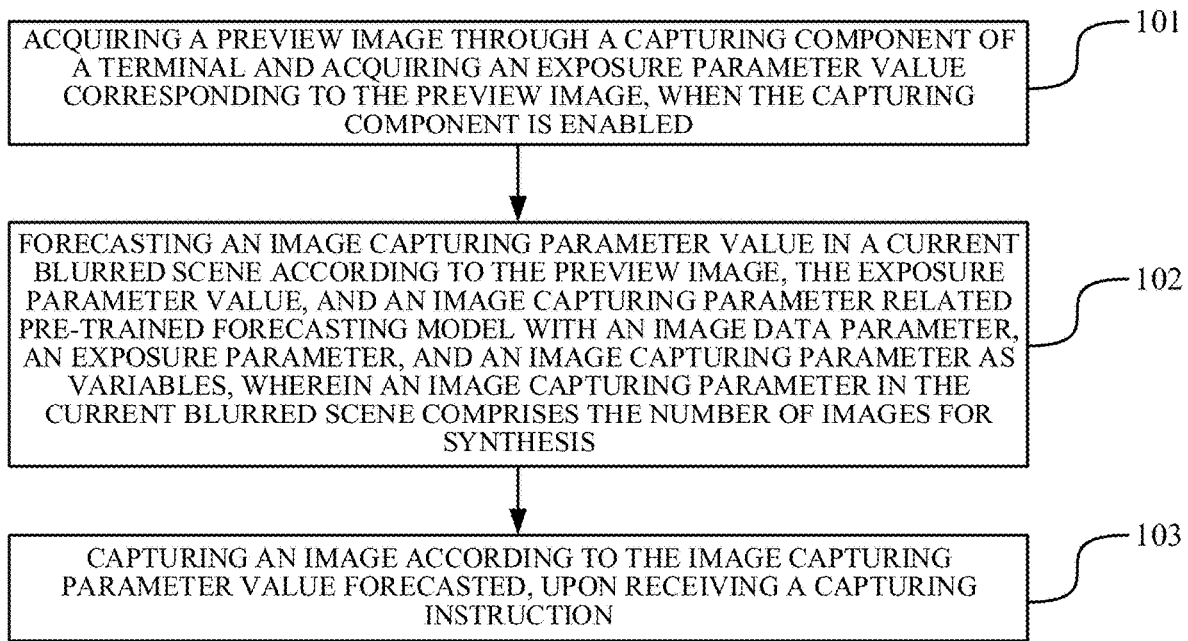 ACQUIRING A PREVIEW IMAGE THROUGH A CAPTURING COMPONENT OF
A TERMINAL AND ACQUIRING AN EXPOSURE PARAMETER VALUE
CORRESPONDING TO THE PREVIEW IMAGE, WHEN THE CAPTURING
COMPONENT IS ENABLED
101
FORECASTING AN IMAGE CAPTURING PARAMETER VALUE IN A CURRENT
BLURRED SCENE ACCORDING TO THE PREVIEW IMAGE, THE EXPOSURE
PARAMETER VALUE, AND AN IMAGE CAPTURING PARAMETER RELATED
PRE-TRAINED FORECASTING MODEL WITH AN IMAGE DATA PARAMETER,
AN EXPOSURE PARAMETER, AND AN IMAGE CAPTURING PARAMETER AS
VARIABLES, WHEREIN AN IMAGE CAPTURING PARAMETER IN THE
CURRENT BLURRED SCENE COMPRISES THE NUMBER OF IMAGES FOR
SYNTHESIS
102
CAPTURING AN IMAGE ACCORDING TO THE IMAGE CAPTURING
PARAMETER VALUE FORECASTED, UPON RECEIVING A CAPTURING
INSTRUCTION
103